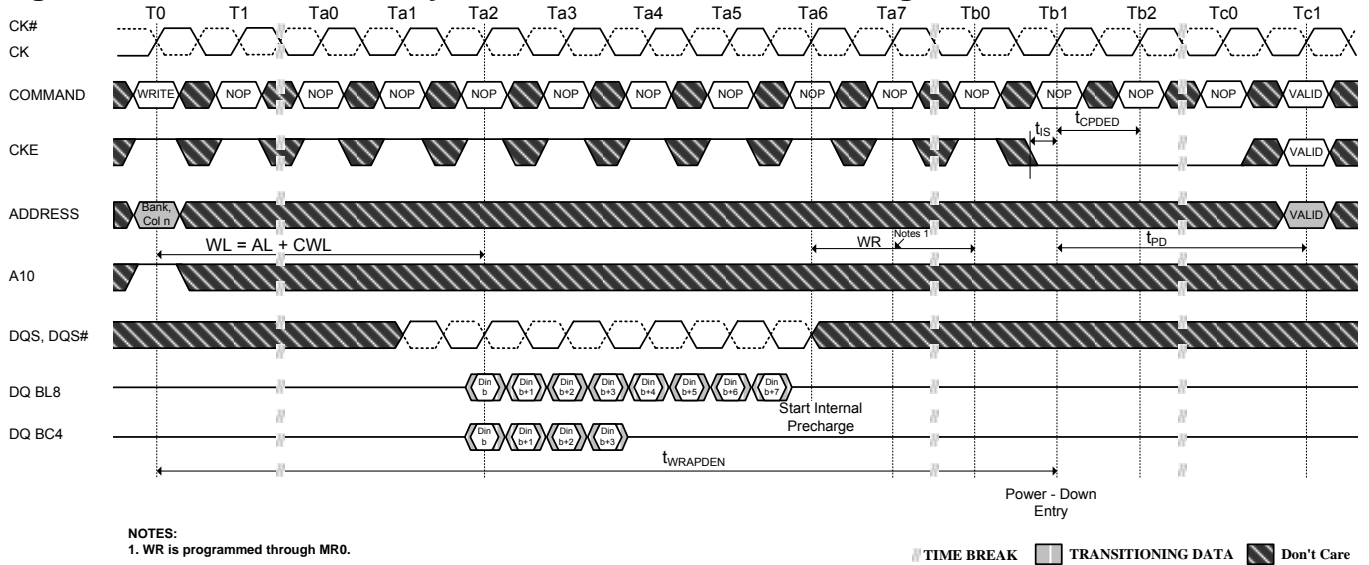 T0 T1 Ta0 Ta1 Ta2 Ta3 Ta4 Ta5 Ta6 Ta7 Tb0 Tb1 Tb2 Tc0 Tc1
CK#
CK
COMMAND WRITE NOP NOP NOP NOP NOP NOP NOP NOP NOP NOP NOP NOP NOP VALID
tIS tCPDED
CKE VALID
ADDRESS Bank, Col n VALID
WL = AL + CWL WR Notes 1 tPD
A10
DQS, DQS#
DQ BL8 Din b Din b+1 Din b+2 Din b+3 Din b+4 Din b+5 Din b+6 Din b+7
Start Internal
Precharge
DQ BC4 Din b Din b+1 Din b+2 Din b+3
tWRAPDEN
Power - Down
Entry
NOTES:
1. WR is programmed through MR0.
TIME BREAK TRANSITIONING DATA Don't Care